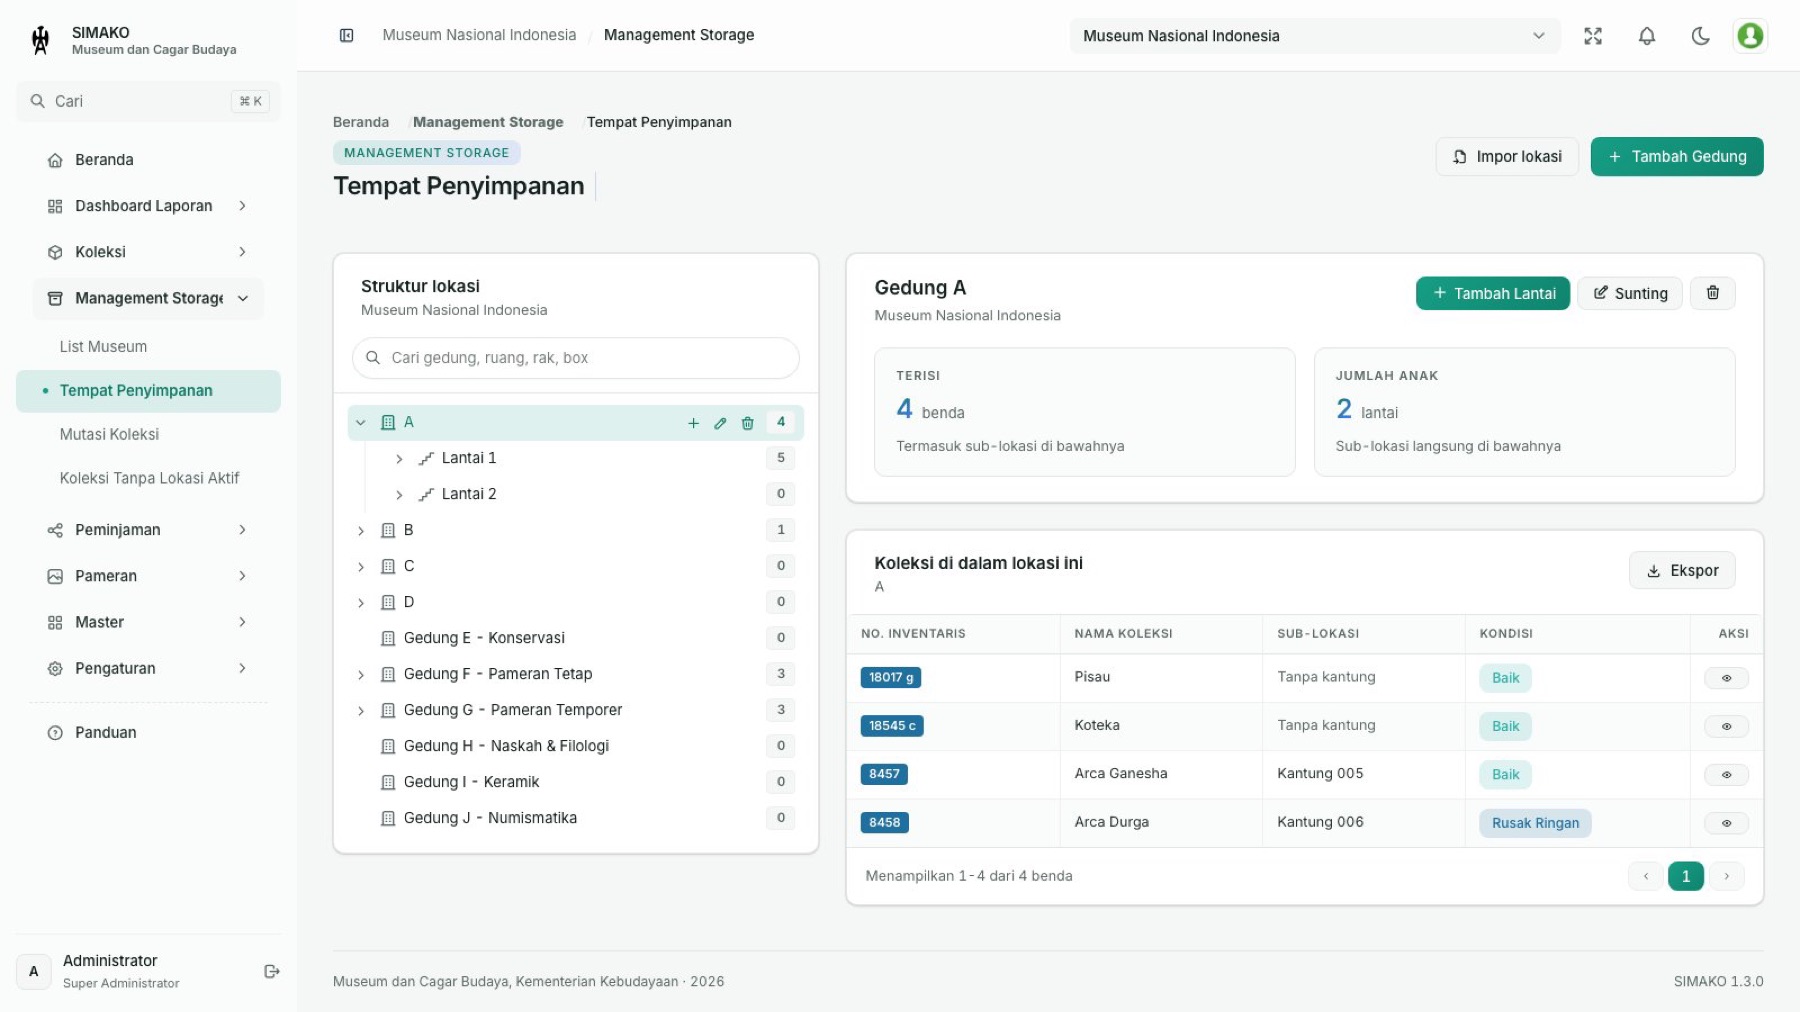 SIMAKO
Museum dan Cagar Budaya
Cari
⌘ K
Beranda
Dashboard Laporan
Koleksi
Management Storage
List Museum
Tempat Penyimpanan
Mutasi Koleksi
Koleksi Tanpa Lokasi Aktif
Peminjaman
Pameran
Master
Pengaturan
Panduan
A
Administrator
Super Administrator
Museum Nasional Indonesia / Management Storage
Museum Nasional Indonesia
Beranda / Management Storage / Tempat Penyimpanan
MANAGEMENT STORAGE
Tempat Penyimpanan
Impor lokasi
+ Tambah Gedung
Struktur lokasi
Museum Nasional Indonesia
Cari gedung, ruang, rak, box
A 4
Lantai 1 5
Lantai 2 0
B 1
C 0
D 0
Gedung E - Konservasi 0
Gedung F - Pameran Tetap 3
Gedung G - Pameran Temporer 3
Gedung H - Naskah & Filologi 0
Gedung I - Keramik 0
Gedung J - Numismatika 0
Gedung A
Museum Nasional Indonesia
+ Tambah Lantai
Sunting
TERISI
4 benda
Termasuk sub-lokasi di bawahnya
JUMLAH ANAK
2 lantai
Sub-lokasi langsung di bawahnya
Koleksi di dalam lokasi ini
A
Ekspor
NO. INVENTARIS NAMA KOLEKSI SUB-LOKASI KONDISI AKSI
18017 g Pisau Tanpa kantung Baik
18545 c Koteka Tanpa kantung Baik
8457 Arca Ganesha Kantung 005 Baik
8458 Arca Durga Kantung 006 Rusak Ringan
Menampilkan 1-4 dari 4 benda
‹ 1 ›
Museum dan Cagar Budaya, Kementerian Kebudayaan · 2026
SIMAKO 1.3.0